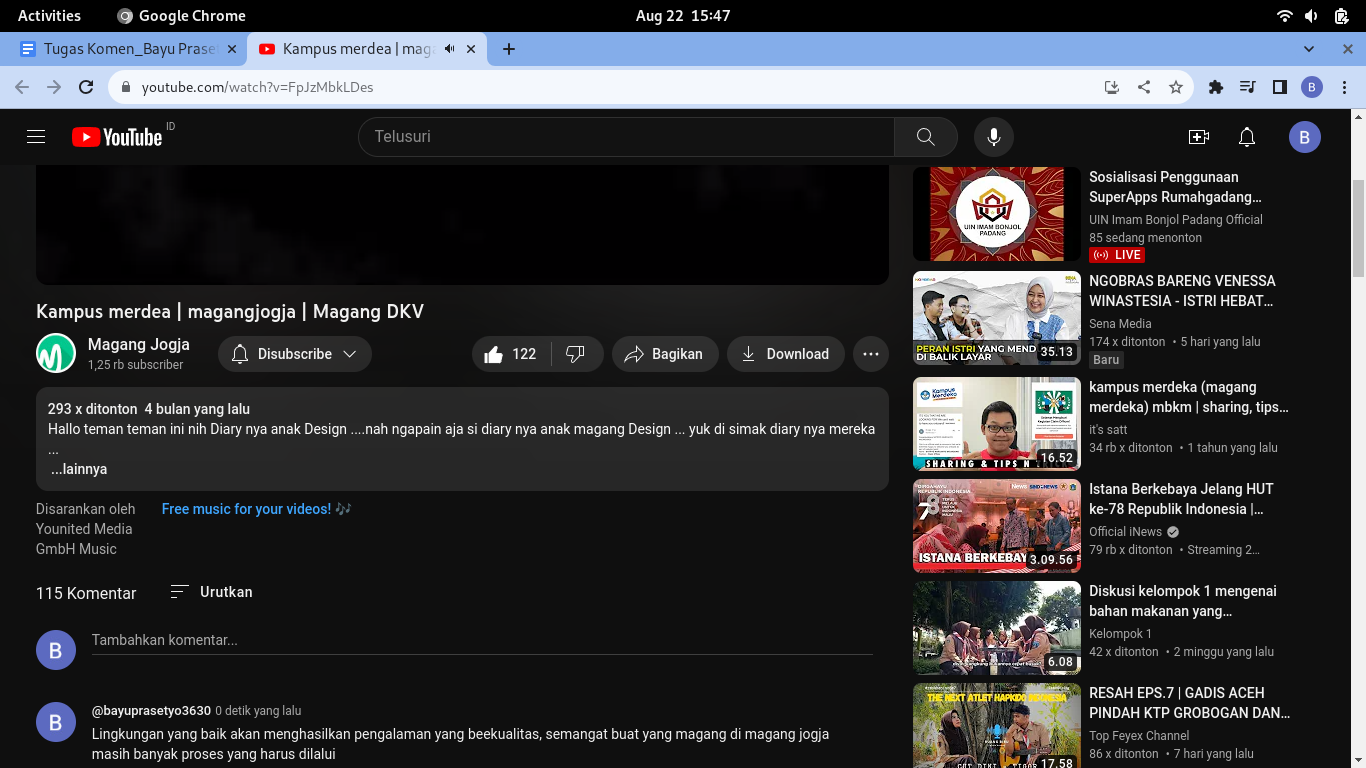 Activities
Google Chrome
Aug 22 15:47
Tugas Komen_Bayu Prase
Kampus merdea | mag
youtube.com/watch?v=FpJzMbkLDes
B
YouTube
ID
Telusuri
B
Kampus merdea | magangjogja | Magang DKV
Magang Jogja
1,25 rb subscriber
Disubscribe
122
Bagikan
Download
293 x ditonton 4 bulan yang lalu
Hallo teman teman ini nih Diary nya anak Design ....nah ngapain aja si diary nya anak magang Design ... yuk di simak diary nya mereka
...
...lainnya
Disarankan oleh
Younited Media
GmbH Music
Free music for your videos! 🎶
115 Komentar
Urutkan
B
Tambahkan komentar...
B
@bayuprasetyo3630 0 detik yang lalu
Lingkungan yang baik akan menghasilkan pengalaman yang beekualitas, semangat buat yang magang di magang jogja
masih banyak proses yang harus dilalui
UIN IMAM BONJOL
PADANG
Sosialisasi Penggunaan
SuperApps Rumahgadang…
UIN Imam Bonjol Padang Official
85 sedang menonton
LIVE
PERAN ISTRI YANG MEND
DI BALIK LAYAR
35.13
NGOBRAS BARENG VENESSA
WINASTESIA - ISTRI HEBAT…
Sena Media
174 x ditonton • 5 hari yang lalu
Baru
Kampus
Merdeka
SHARING & TIPS N
16.52
kampus merdeka (magang
merdeka) mbkm | sharing, tips…
it's satt
34 rb x ditonton • 1 tahun yang lalu
DIRGAHAYU
REPUBLIK INDONESIA
78
News
ISTANA BERKEBAY
3.09.56
Istana Berkebaya Jelang HUT
ke-78 Republik Indonesia |…
Official iNews
79 rb x ditonton • Streaming 2…
6.08
Diskusi kelompok 1 mengenai
bahan makanan yang…
Kelompok 1
42 x ditonton • 2 minggu yang lalu
THE NEXT ATLET HAPKIDO INDONESIA
17.58
RESAH EPS.7 | GADIS ACEH
PINDAH KTP GROBOGAN DAN…
Top Feyex Channel
86 x ditonton • 7 hari yang lalu